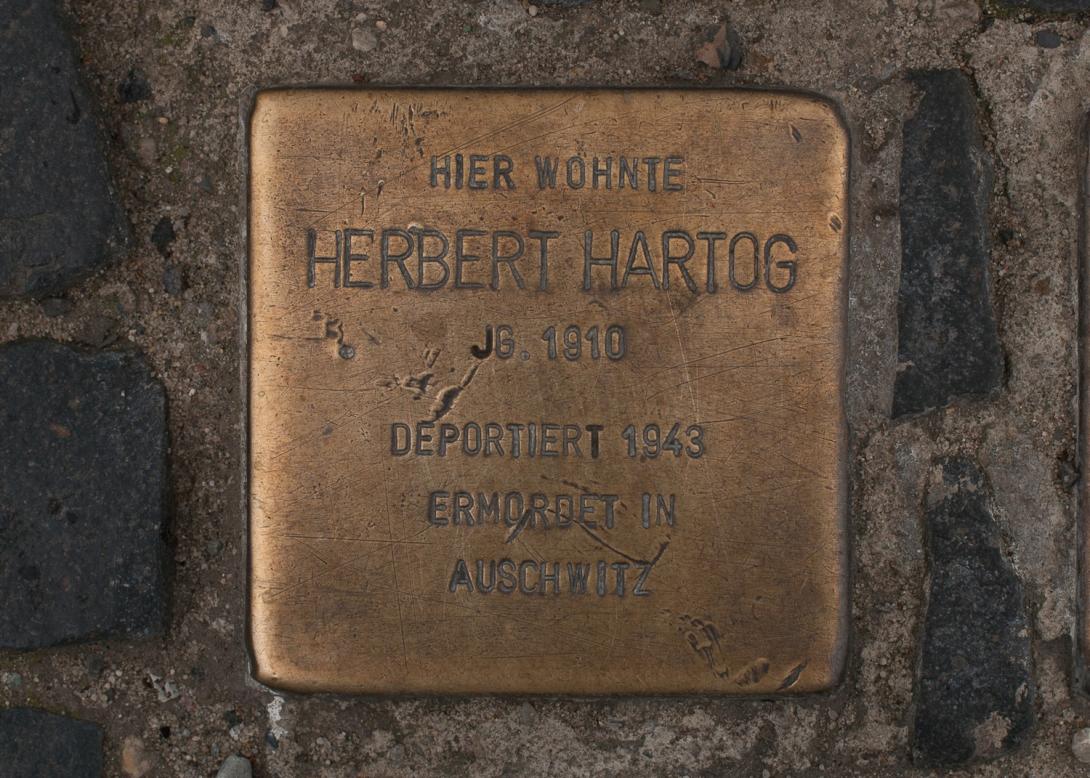 HIER WOHNTE
HERBERT HARTOG
JG. 1910
DEPORTIERT 1943
ERMORDET IN
AUSCHWITZ